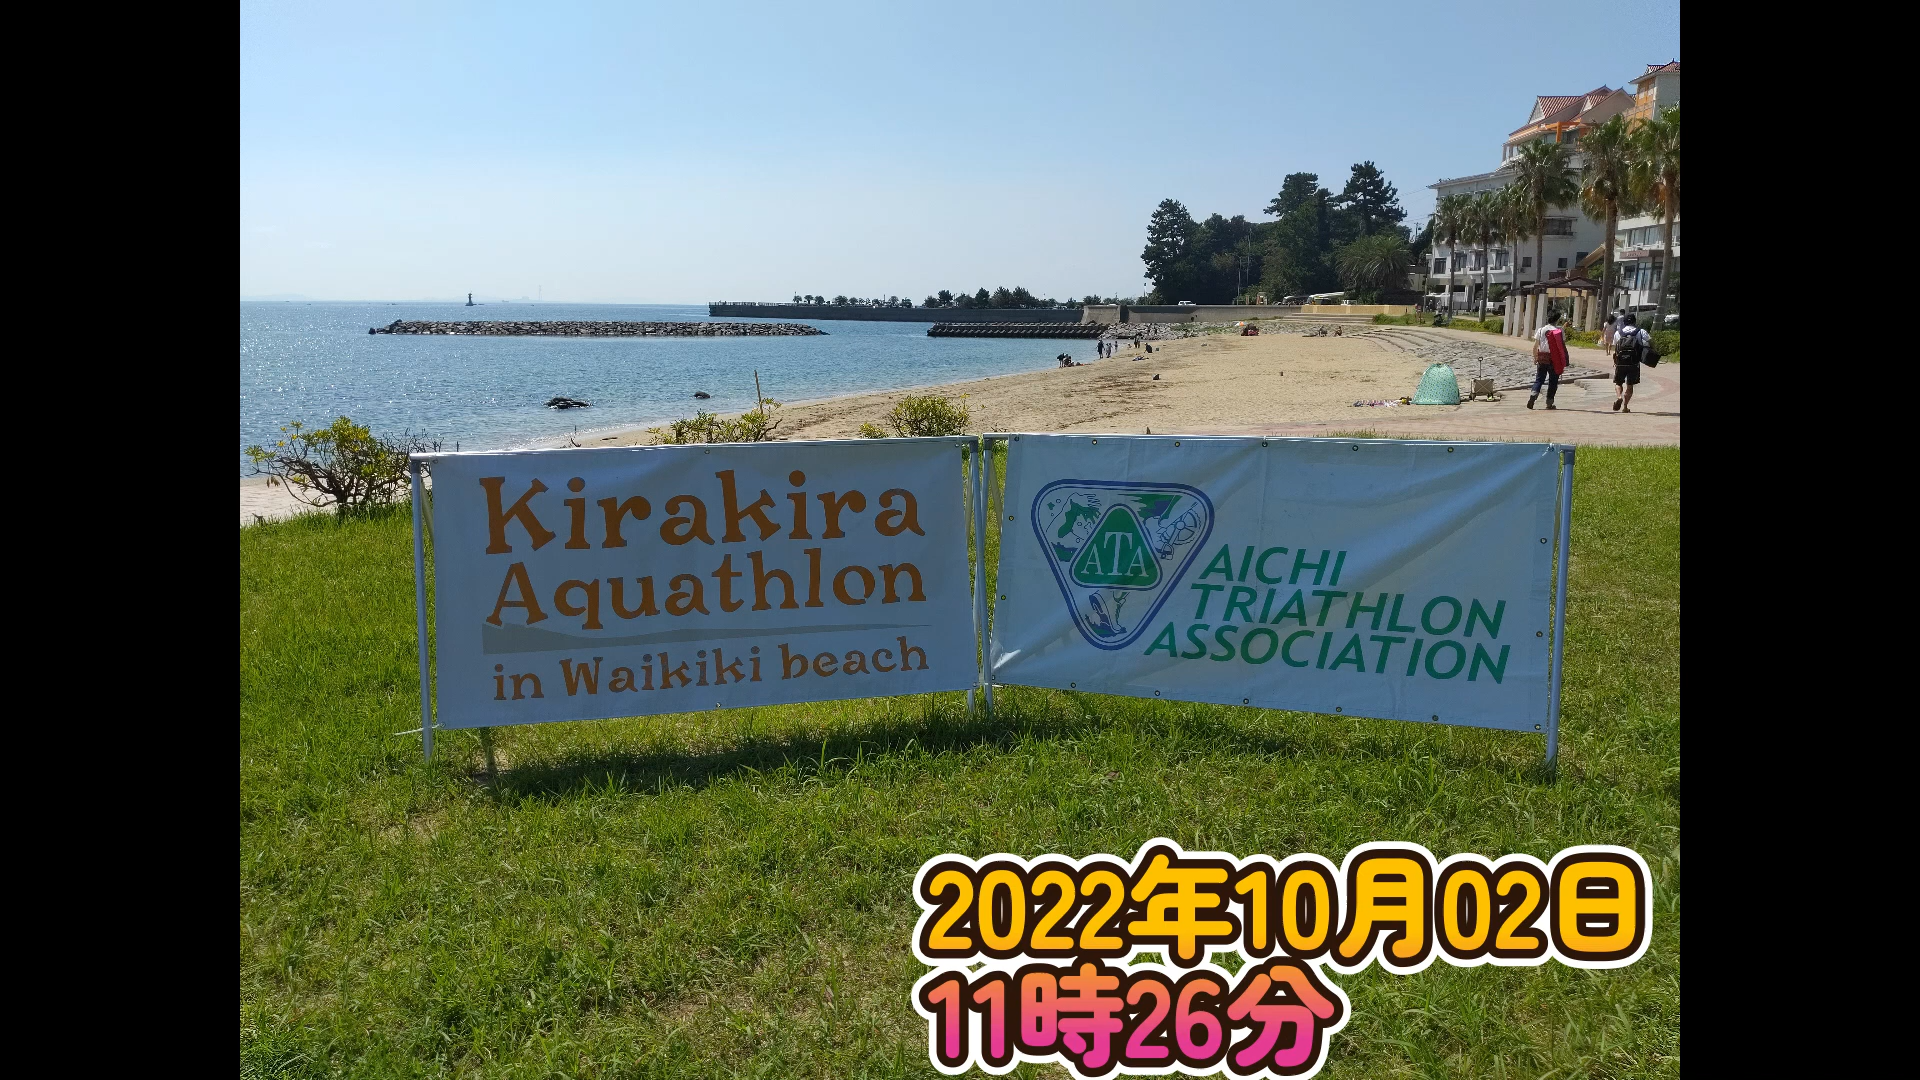 Kirakira
Aquathlon
in Waikiki beach
ATA
AICHI
TRIATHLON
ASSOCIATION
2022年10月02日
11時26分